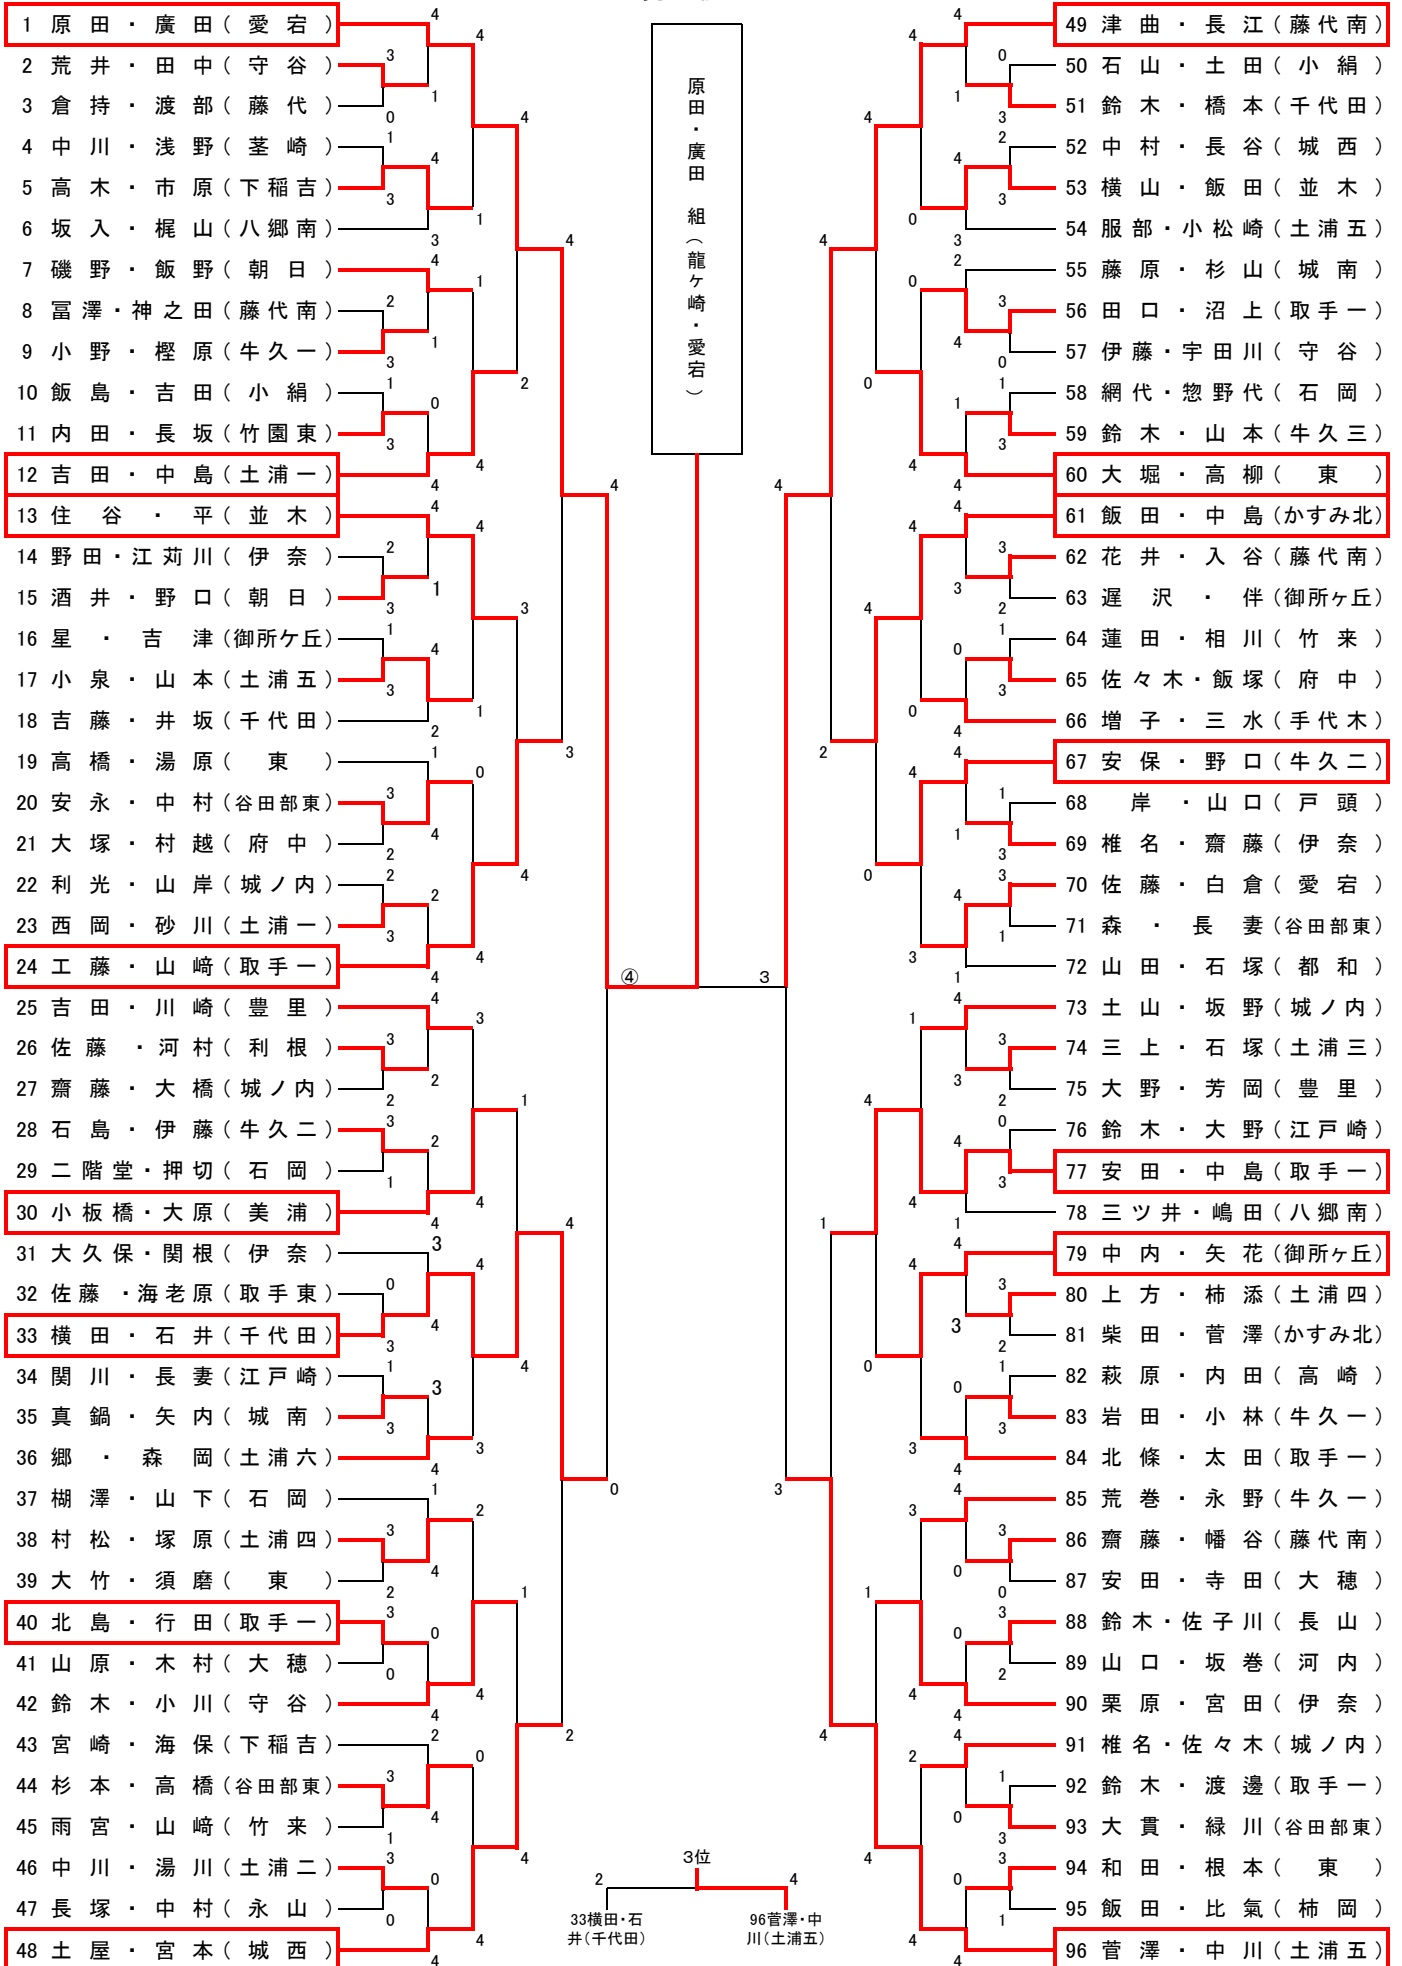 1 原田・廣田(愛宕)
2 荒井・田中(守谷)
3 倉持・渡部(藤代)
4 中川・浅野(茎崎)
5 高木・市原(下稲吉)
6 坂入・梶山(八郷南)
7 磯野・飯野(朝日)
8 冨澤・神之田(藤代南)
9 小野・樫原(牛久一)
10 飯島・吉田(小絹)
11 内田・長坂(竹園東)
12 吉田・中島(土浦一)
13 住谷・平(並木)
14 野田・江苅川(伊奈)
15 酒井・野口(朝日)
16 星・吉津(御所ケ丘)
17 小泉・山本(土浦五)
18 吉藤・井坂(千代田)
19 高橋・湯原(東)
20 安永・中村(谷田部東)
21 大塚・村越(府中)
22 利光・山岸(城ノ内)
23 西岡・砂川(土浦一)
24 工藤・山﨑(取手一)
25 吉田・川崎(豊里)
26 佐藤・河村(利根)
27 齋藤・大橋(城ノ内)
28 石島・伊藤(牛久二)
29 二階堂・押切(石岡)
30 小板橋・大原(美浦)
31 大久保・関根(伊奈)
32 佐藤・海老原(取手東)
33 横田・石井(千代田)
34 関川・長妻(江戸崎)
35 真鍋・矢内(城南)
36 郷・森岡(土浦六)
37 楜澤・山下(石岡)
38 村松・塚原(土浦四)
39 大竹・須磨(東)
40 北島・行田(取手一)
41 山原・木村(大穂)
42 鈴木・小川(守谷)
43 宮崎・海保(下稲吉)
44 杉本・高橋(谷田部東)
45 雨宮・山﨑(竹来)
46 中川・湯川(土浦二)
47 長塚・中村(永山)
48 土屋・宮本(城西)
原田・廣田 組(龍ヶ崎・愛宕)
④ 3
3位
2 4
33横田・石
井(千代田)
96菅澤・中
川(土浦五)
49 津曲・長江(藤代南)
50 石山・土田(小絹)
51 鈴木・橋本(千代田)
52 中村・長谷(城西)
53 横山・飯田(並木)
54 服部・小松崎(土浦五)
55 藤原・杉山(城南)
56 田口・沼上(取手一)
57 伊藤・宇田川(守谷)
58 網代・惣野代(石岡)
59 鈴木・山本(牛久三)
60 大堀・高柳(東)
61 飯田・中島(かすみ北)
62 花井・入谷(藤代南)
63 遅沢・伴(御所ヶ丘)
64 蓮田・相川(竹来)
65 佐々木・飯塚(府中)
66 増子・三水(手代木)
67 安保・野口(牛久二)
68 岸・山口(戸頭)
69 椎名・齋藤(伊奈)
70 佐藤・白倉(愛宕)
71 森・長妻(谷田部東)
72 山田・石塚(都和)
73 土山・坂野(城ノ内)
74 三上・石塚(土浦三)
75 大野・芳岡(豊里)
76 鈴木・大野(江戸崎)
77 安田・中島(取手一)
78 三ツ井・嶋田(八郷南)
79 中内・矢花(御所ヶ丘)
80 上方・柿添(土浦四)
81 柴田・菅澤(かすみ北)
82 萩原・内田(高崎)
83 岩田・小林(牛久一)
84 北條・太田(取手一)
85 荒巻・永野(牛久一)
86 齋藤・幡谷(藤代南)
87 安田・寺田(大穂)
88 鈴木・佐子川(長山)
89 山口・坂巻(河内)
90 栗原・宮田(伊奈)
91 椎名・佐々木(城ノ内)
92 鈴木・渡邊(取手一)
93 大貫・緑川(谷田部東)
94 和田・根本(東)
95 飯田・比氣(柿岡)
96 菅澤・中川(土浦五)